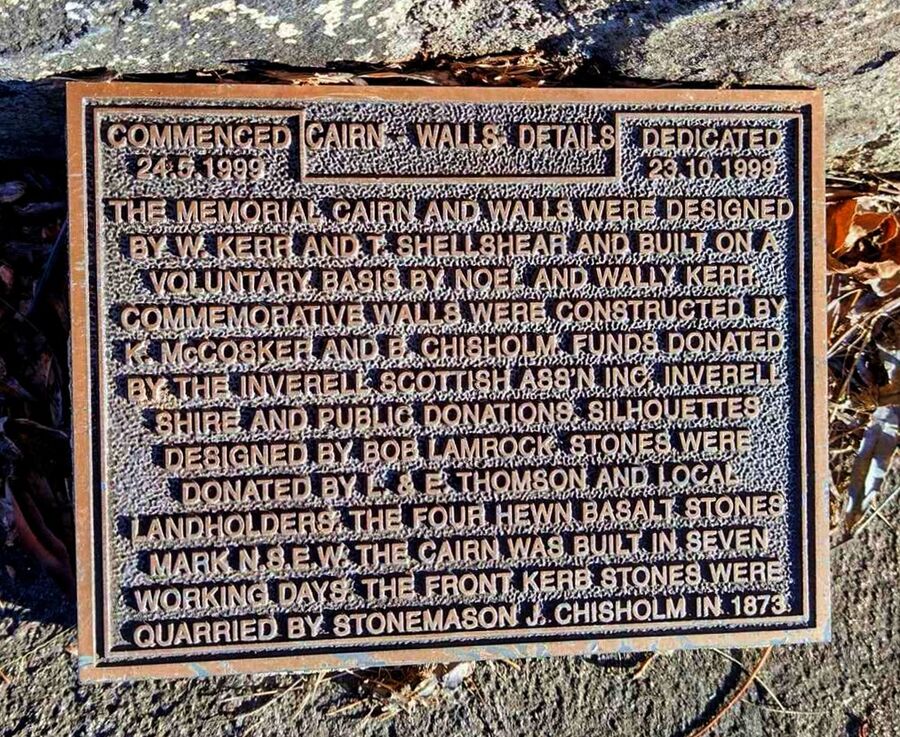 COMMENCED
24.5.1999
CAIRN - WALLS. DETAILS
DEDICATED
23.10.1999
THE MEMORIAL CAIRN AND WALLS WERE DESIGNED
BY W. KERR AND T. SHELLSHEAR AND BUILT ON A
VOLUNTARY BASIS BY NOEL AND WALLY KERR.
COMMEMORATIVE WALLS WERE CONSTRUCTED BY
K. McCOSKER AND B. CHISHOLM. FUNDS DONATED
BY THE INVERELL SCOTTISH ASS'N INC, INVERELL
SHIRE AND PUBLIC DONATIONS. SILHOUETTES
DESIGNED BY BOB LAMROCK. STONES WERE
DONATED BY L. & E. THOMSON AND LOCAL
LANDHOLDERS. THE FOUR HEWN BASALT STONES
MARK N.S.E.W. THE CAIRN WAS BUILT IN SEVEN
WORKING DAYS. THE FRONT KERB STONES WERE
QUARRIED BY STONEMASON J. CHISHOLM IN 1873.